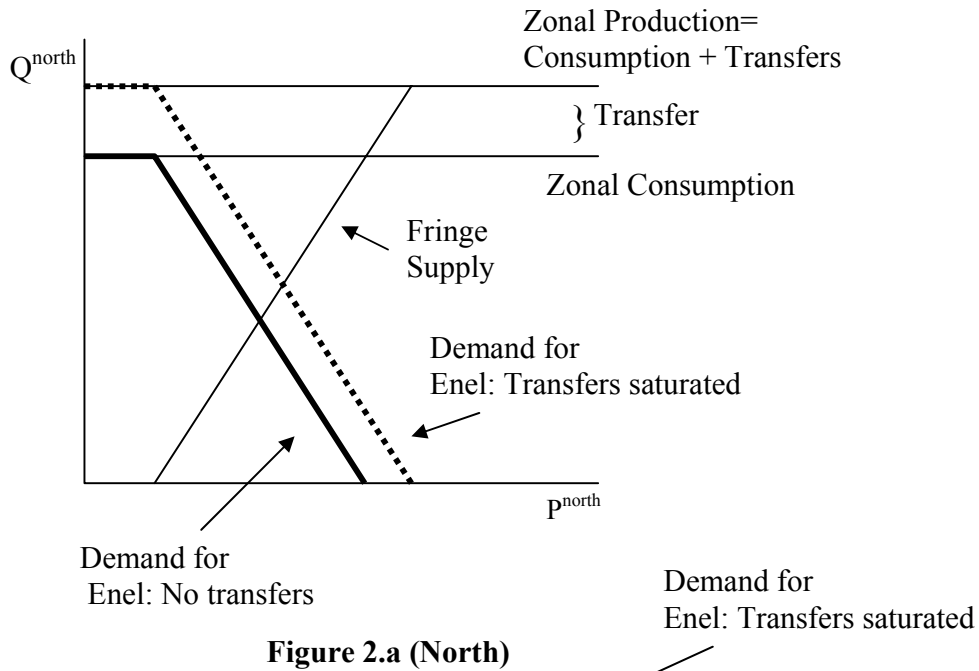 Zonal Production=
Consumption + Transfers
Q^north
} Transfer
Zonal Consumption
Fringe
Supply
Demand for
Enel: Transfers saturated
P^north
Demand for
Enel: No transfers
Demand for
Enel: Transfers saturated
Figure 2.a (North)